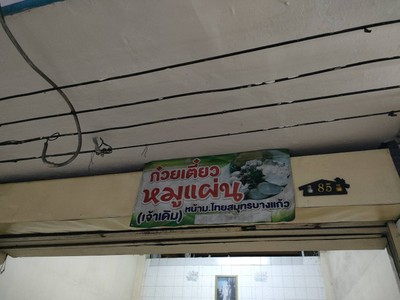 ก๋วยเตี๋ยว
หมูแผ่น
(เจ้าเดิม) หน้าม.ไทยสมุทรบางแก้ว
85